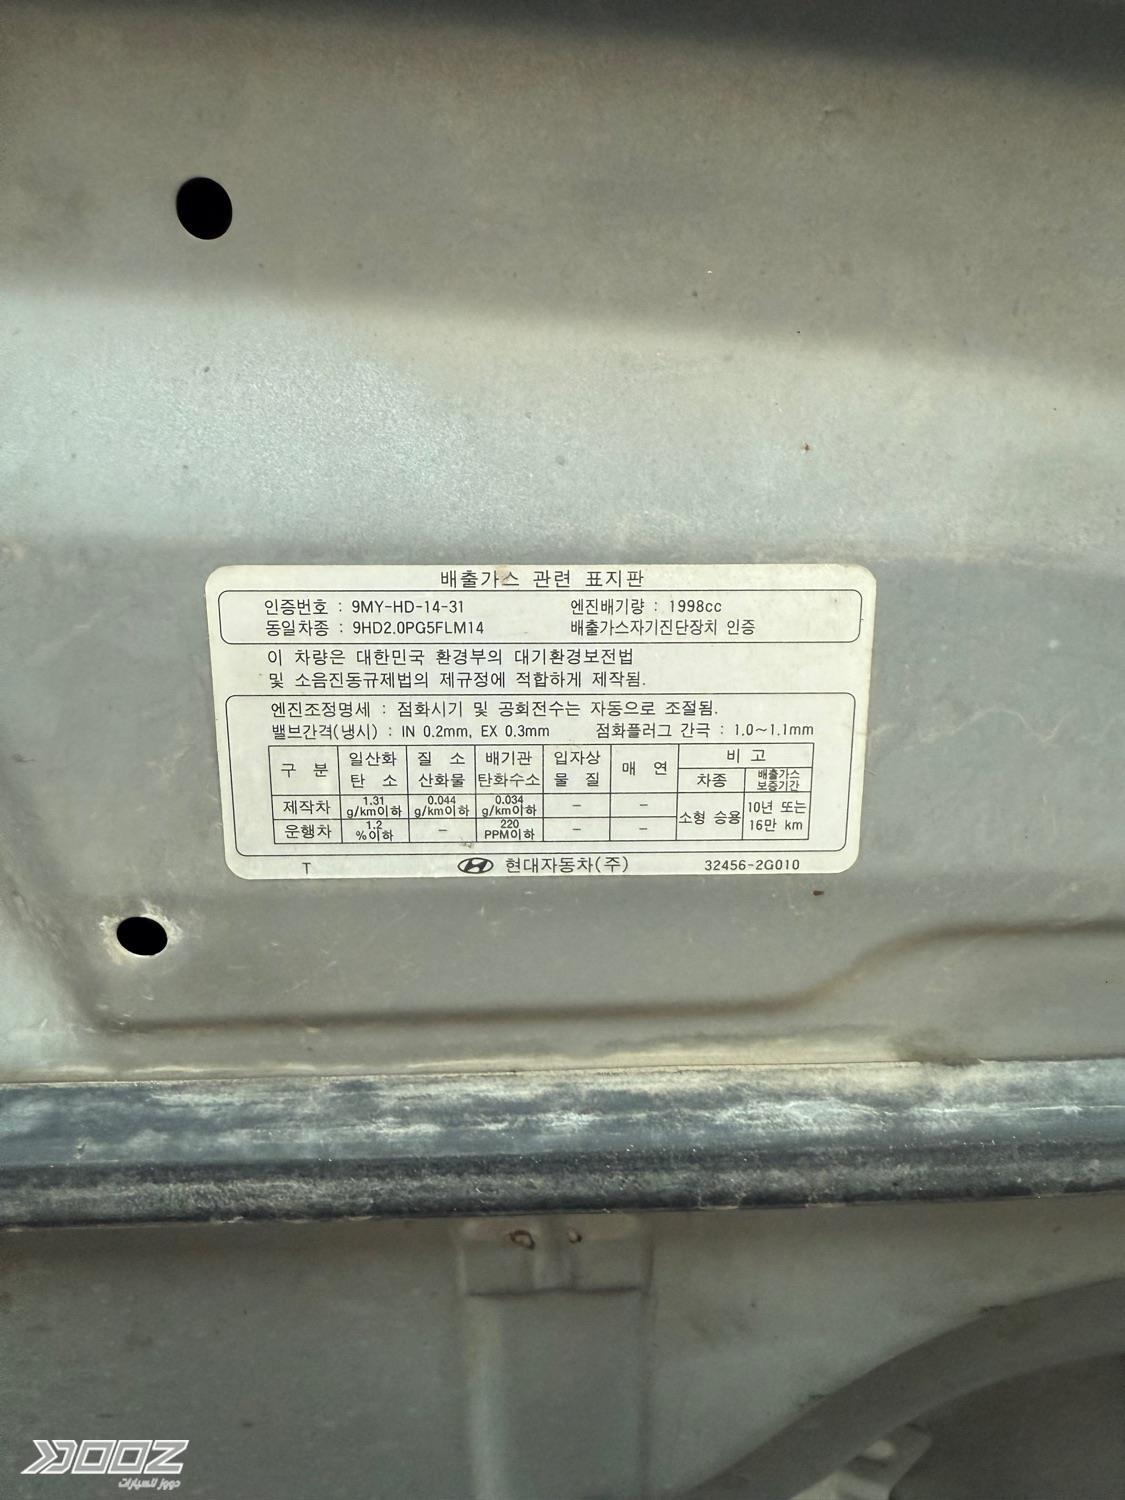 배출가스 관련 표지판
인증번호 : 9MY-HD-14-31 엔진배기량 : 1998cc
동일차종 : 9HD2.0PG5FLM14 배출가스자기진단장치 인증
이 차량은 대한민국 환경부의 대기환경보전법
및 소음진동규제법의 제규정에 적합하게 제작됨.
엔진조정명세 : 점화시기 및 공회전수는 자동으로 조절됨.
밸브간격(냉시) : IN 0.2mm, EX 0.3mm 점화플러그 간극 : 1.0~1.1mm
구 분 일산화탄 소 질 소산화물 배기관탄화수소 입자상물 질 매 연 비 고
차종 배출가스보증기간
제작차 1.31g/km이하 0.044g/km이하 0.034g/km이하 - - 소형 승용 10년 또는 16만 km
운행차 1.2%이하 - 220PPM이하 - -
T 현대자동차(주) 32456-2G010
DOOZ
دووز للسيارات